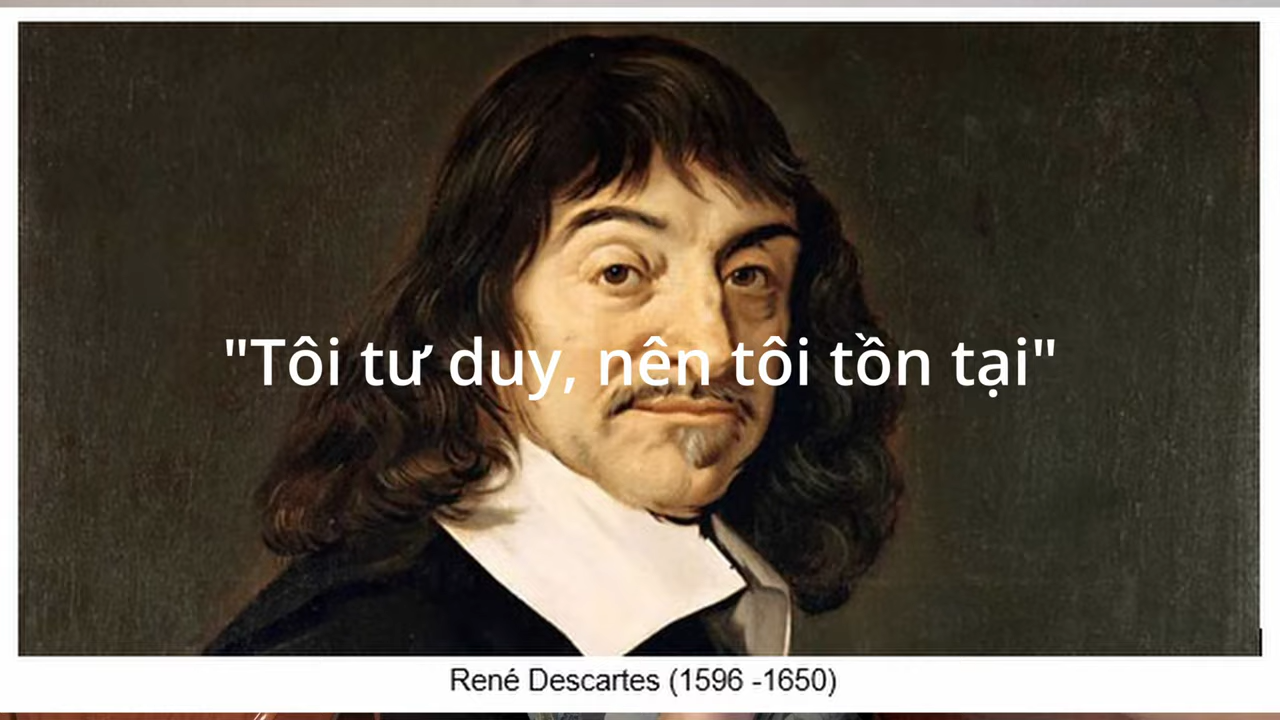 "Tôi tư duy, nên tôi tồn tại"
René Descartes (1596 -1650)